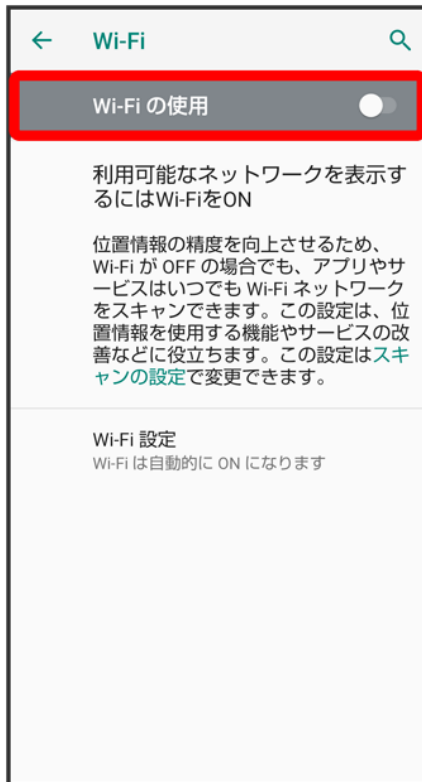 Wi-Fi
Wi-Fi の使用
利用可能なネットワークを表示す
るにはWi-FiをON
位置情報の精度を向上させるため、
Wi-Fi が OFF の場合でも、アプリやサ
ービスはいつでも Wi-Fi ネットワーク
をスキャンできます。この設定は、位
置情報を使用する機能やサービスの改
善などに役立ちます。この設定はスキ
ャンの設定で変更できます。
Wi-Fi 設定
Wi-Fi は自動的に ON になります